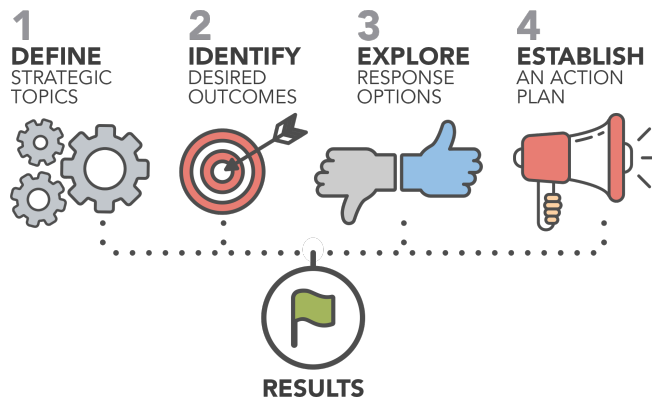 1
DEFINE
STRATEGIC
TOPICS
2
IDENTIFY
DESIRED
OUTCOMES
3
EXPLORE
RESPONSE
OPTIONS
4
ESTABLISH
AN ACTION
PLAN
RESULTS